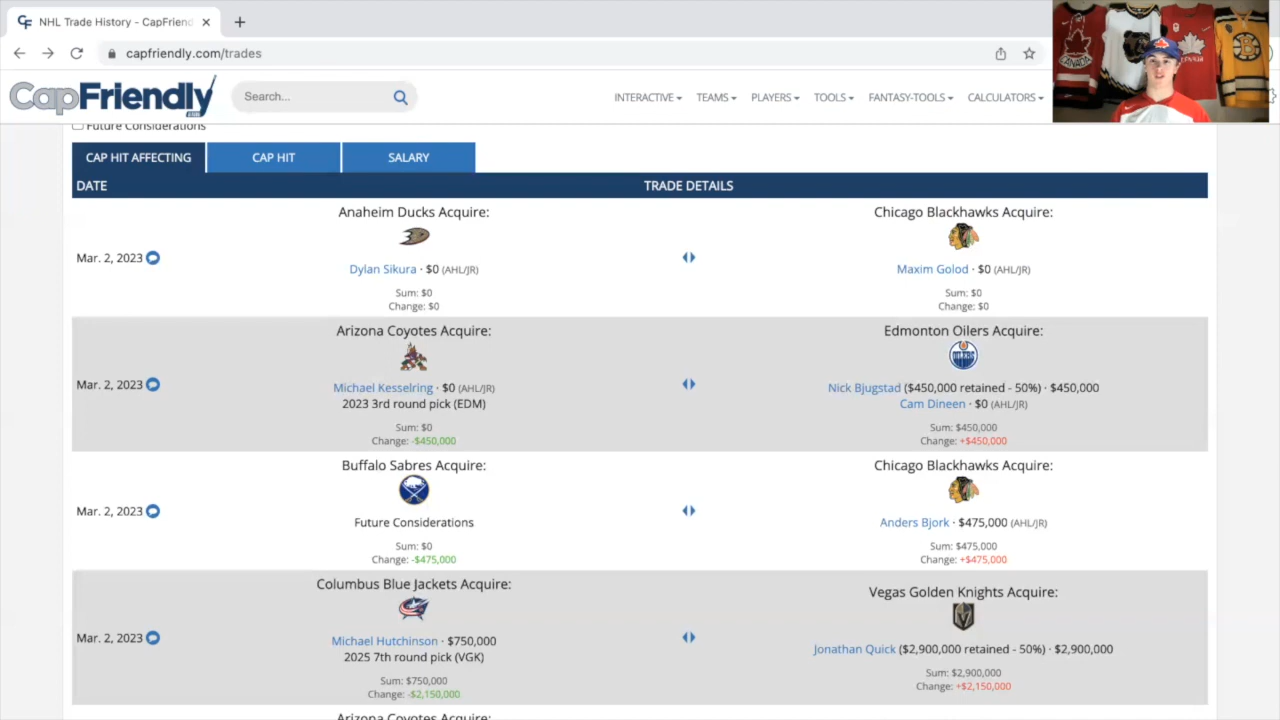 NHL Trade History - CapFriend
capfriendly.com/trades
CapFriendly
.com
Search...
INTERACTIVE
TEAMS
PLAYERS
TOOLS
FANTASY-TOOLS
CALCULATORS
Future Considerations
CAP HIT AFFECTING
CAP HIT
SALARY
DATE
TRADE DETAILS
Anaheim Ducks Acquire:
Chicago Blackhawks Acquire:
Mar. 2, 2023
Dylan Sikura · $0 (AHL/JR)
Maxim Golod · $0 (AHL/JR)
Sum: $0
Sum: $0
Change: $0
Change: $0
Arizona Coyotes Acquire:
Edmonton Oilers Acquire:
OILERS
Mar. 2, 2023
Michael Kesselring · $0 (AHL/JR)
Nick Bjugstad ($450,000 retained - 50%) · $450,000
2023 3rd round pick (EDM)
Cam Dineen · $0 (AHL/JR)
Sum: $0
Sum: $450,000
Change: -$450,000
Change: +$450,000
Buffalo Sabres Acquire:
Chicago Blackhawks Acquire:
Mar. 2, 2023
Future Considerations
Anders Bjork · $475,000 (AHL/JR)
Sum: $0
Sum: $475,000
Change: -$475,000
Change: +$475,000
Columbus Blue Jackets Acquire:
Vegas Golden Knights Acquire:
Mar. 2, 2023
Michael Hutchinson · $750,000
Jonathan Quick ($2,900,000 retained - 50%) · $2,900,000
2025 7th round pick (VGK)
Sum: $750,000
Sum: $2,900,000
Change: -$2,150,000
Change: +$2,150,000
Arizona Coyotes Acquire:
CANADA
B